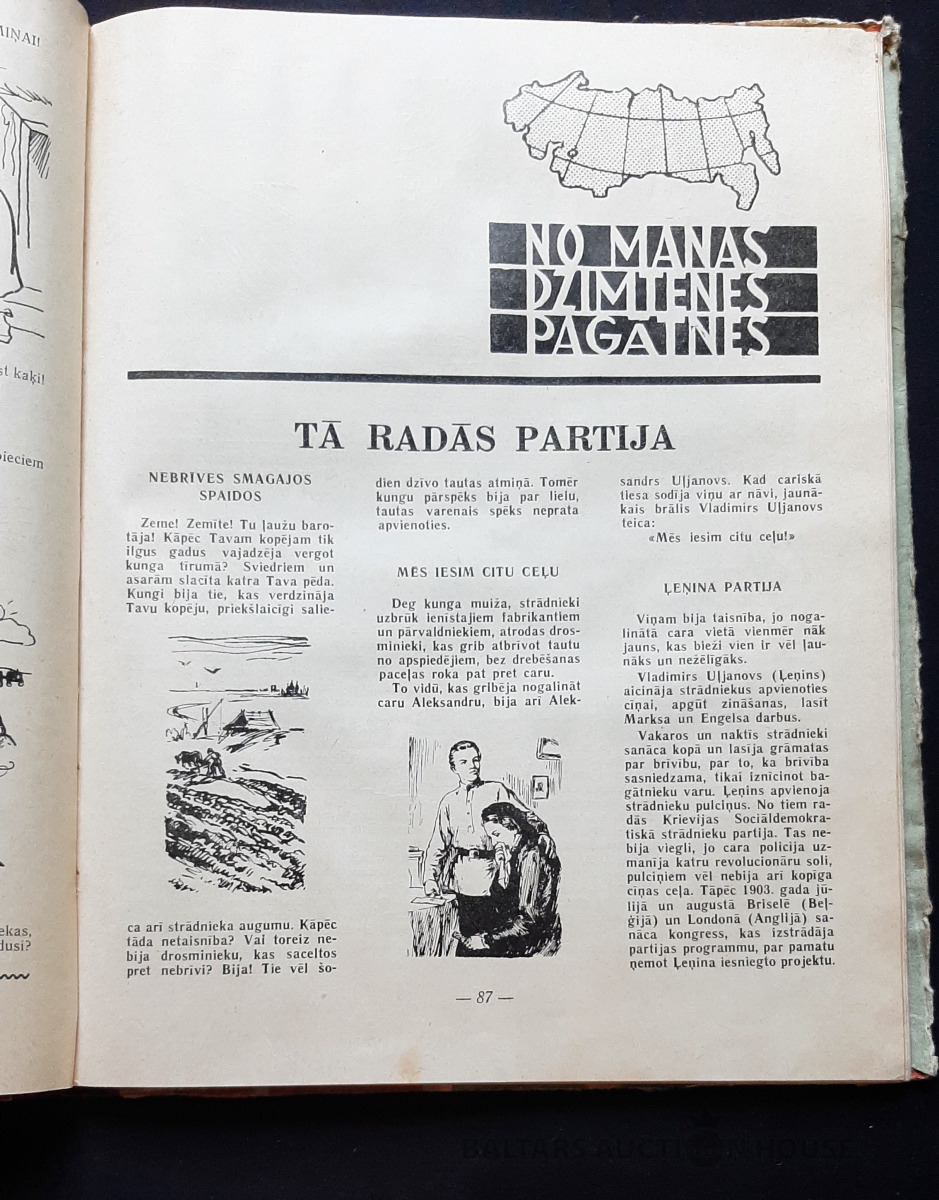 MIŅAI!
st kaķi!
pieciem
ekas,
dusi?
NO MANAS
DZIMTENES
PAGĀTNES
TĀ RADĀS PARTIJA
NEBRĪVES SMAGAJOS
SPAIDOS
Zeme! Zemīte! Tu ļaužu baro-
tāja! Kāpēc Tavam kopējam tik
ilgus gadus vajadzēja vergot
kunga tīrumā? Sviedriem un
asarām slacīta katra Tava pēda.
Kungi bija tie, kas verdzināja
Tavu kopēju, priekšlaicīgi salie-
ca arī strādnieka augumu. Kāpēc
tāda netaisnība? Vai toreiz ne-
bija drosminieku, kas saceltos
pret nebrīvi? Bija! Tie vēl šo-
dien dzīvo tautas atmiņā. Tomēr
kungu pārspēks bija par lielu,
tautas varenais spēks neprata
apvienoties.
MĒS IESIM CITU CEĻU
Deg kunga muiža, strādnieki
uzbrūk ienīstajiem fabrikantiem
un pārvaldniekiem, atrodas dros-
minieki, kas grib atbrīvot tautu
no apspiedējiem, bez drebēšanas
paceļas roka pat pret caru.
To vidū, kas gribēja nogalināt
caru Aleksandru, bija arī Alek-
sandrs Uļjanovs. Kad cariskā
tiesa sodīja viņu ar nāvi, jaunā-
kais brālis Vladimirs Uļjanovs
teica:
«Mēs iesim citu ceļu!»
ĻEŅINA PARTIJA
Viņam bija taisnība, jo noga-
linātā cara vietā vienmēr nāk
jauns, kas bieži vien ir vēl ļau-
nāks un nežēlīgāks.
Vladimirs Uļjanovs (Ļeņins)
aicināja strādniekus apvienoties
cīņai, apgūt zināšanas, lasīt
Marksa un Engelsa darbus.
Vakaros un naktīs strādnieki
sanāca kopā un lasīja grāmatas
par brīvību, par to, ka brīvība
sasniedzama, tikai iznīcinot ba-
gātnieku varu. Ļeņins apvienoja
strādnieku pulciņus. No tiem ra-
dās Krievijas Sociāldemokra-
tiskā strādnieku partija. Tas ne-
bija viegli, jo cara policija uz-
manīja katru revolucionāru soli,
pulciņiem vēl nebija arī kopīga
cīņas ceļa. Tāpēc 1903. gada jū-
lijā un augustā Briselē (Beļ-
ģijā) un Londonā (Anglijā) sa-
nāca kongress, kas izstrādāja
partijas programmu, par pamatu
ņemot Ļeņina iesniegto projektu.
— 87 —
BALTARS AUCTION HOUSE